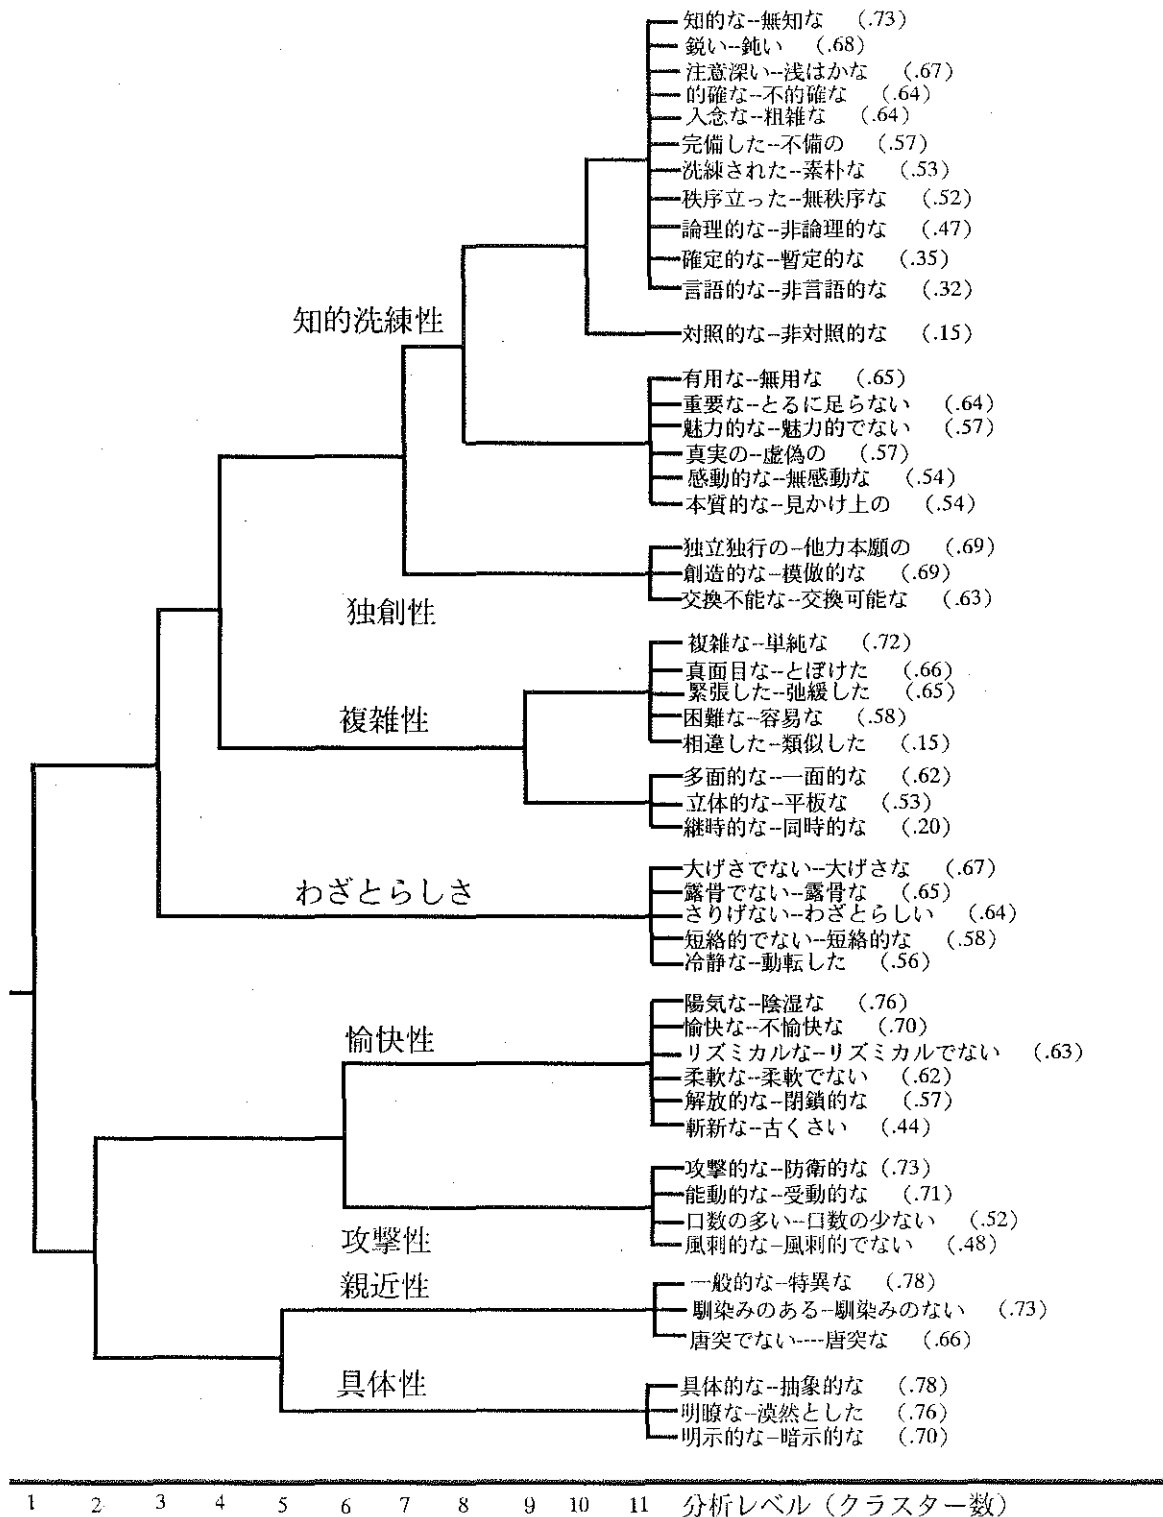 知的な--無知な (.73)
鋭い--鈍い (.68)
注意深い--浅はかな (.67)
的確な--不的確な (.64)
入念な--粗雑な (.64)
完備した--不備の (.57)
洗練された--素朴な (.53)
秩序立った--無秩序な (.52)
論理的な--非論理的な (.47)
確定的な--暫定的な (.35)
言語的な--非言語的な (.32)
知的洗練性
対照的な--非対照的な (.15)
有用な--無用な (.65)
重要な--とるに足らない (.64)
魅力的な--魅力的でない (.57)
真実の--虚偽の (.57)
感動的な--無感動な (.54)
本質的な--見かけ上の (.54)
独立独行の--他力本願の (.69)
創造的な--模倣的な (.69)
交換不能な--交換可能な (.63)
独創性
複雑な--単純な (.72)
真面目な--とぼけた (.66)
緊張した--弛緩した (.65)
困難な--容易な (.58)
相違した--類似した (.15)
複雑性
多面的な--一面的な (.62)
立体的な--平板な (.53)
継時的な--同時的な (.20)
大げさでない--大げさな (.67)
露骨でない--露骨な (.65)
さりげない--わざとらしい (.64)
短絡的でない--短絡的な (.58)
冷静な--動転した (.56)
わざとらしさ
陽気な--陰湿な (.76)
愉快な--不愉快な (.70)
リズミカルな--リズミカルでない (.63)
柔軟な--柔軟でない (.62)
解放的な--閉鎖的な (.57)
斬新な--古くさい (.44)
愉快性
攻撃的な--防衛的な (.73)
能動的な--受動的な (.71)
口数の多い--口数の少ない (.52)
風刺的な--風刺的でない (.48)
攻撃性
親近性
一般的な--特異な (.78)
馴染みのある--馴染みのない (.73)
唐突でない----唐突な (.66)
具体性
具体的な--抽象的な (.78)
明瞭な--漠然とした (.76)
明示的な--暗示的な (.70)
1 2 3 4 5 6 7 8 9 10 11 分析レベル（クラスター数）